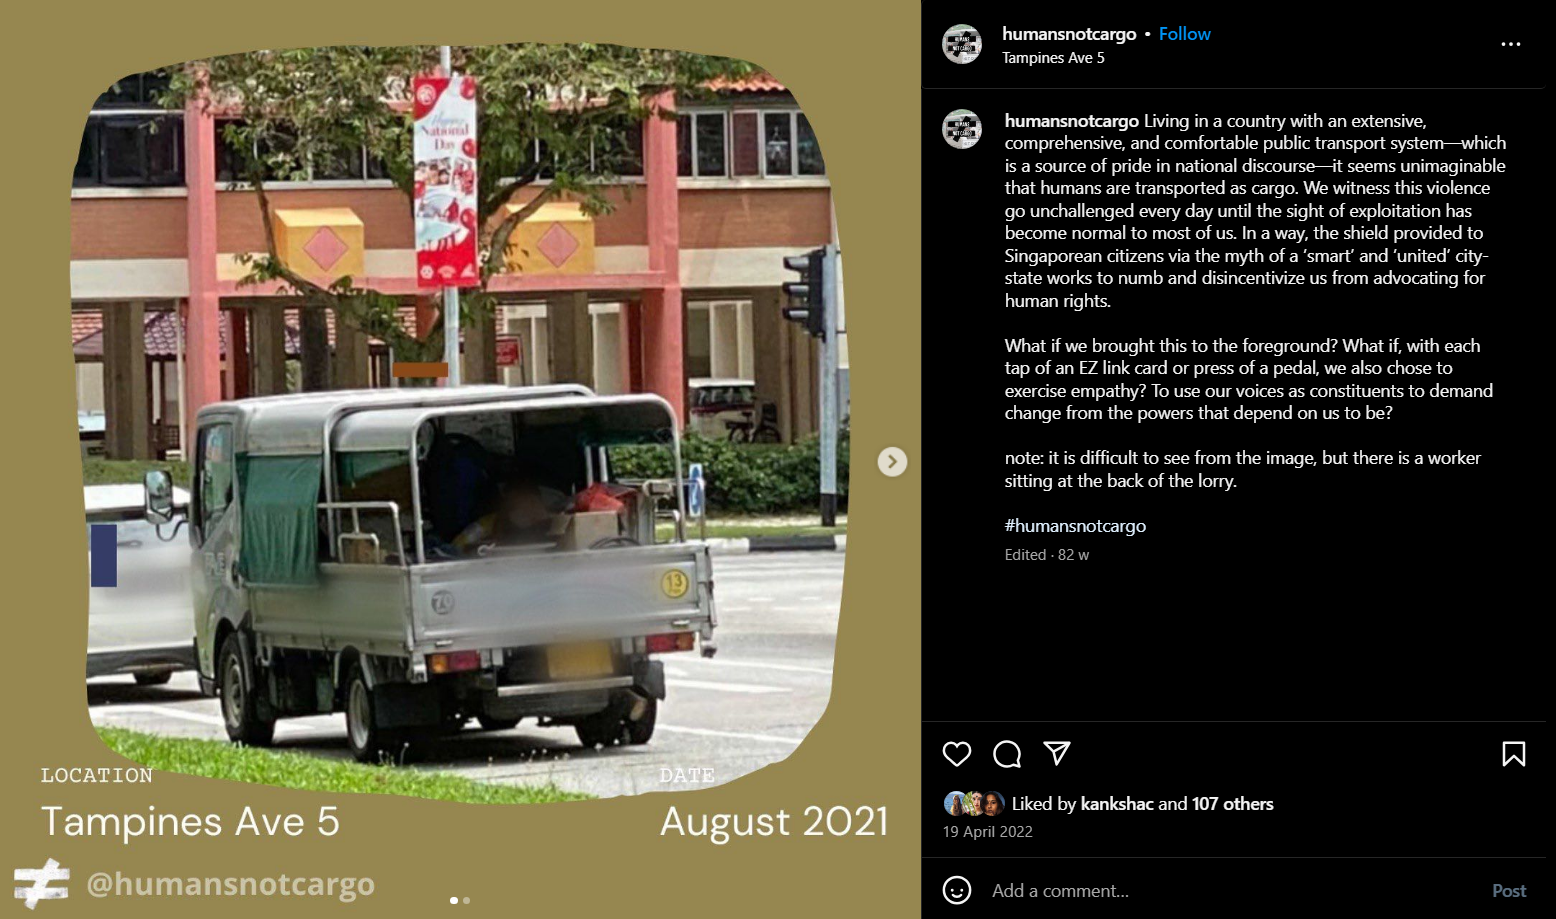 National
Day
79
13
LOCATION
Tampines Ave 5
DATE
August 2021
@humansnotcargo
humansnotcargo • Follow
Tampines Ave 5
humansnotcargo Living in a country with an extensive,
comprehensive, and comfortable public transport system—which
is a source of pride in national discourse—it seems unimaginable
that humans are transported as cargo. We witness this violence
go unchallenged every day until the sight of exploitation has
become normal to most of us. In a way, the shield provided to
Singaporean citizens via the myth of a ‘smart’ and ‘united’ city-
state works to numb and disincentivize us from advocating for
human rights.
What if we brought this to the foreground? What if, with each
tap of an EZ link card or press of a pedal, we also chose to
exercise empathy? To use our voices as constituents to demand
change from the powers that depend on us to be?
note: it is difficult to see from the image, but there is a worker
sitting at the back of the lorry.
#humansnotcargo
Edited · 82 w
Liked by kankshac and 107 others
19 April 2022
Add a comment...
Post